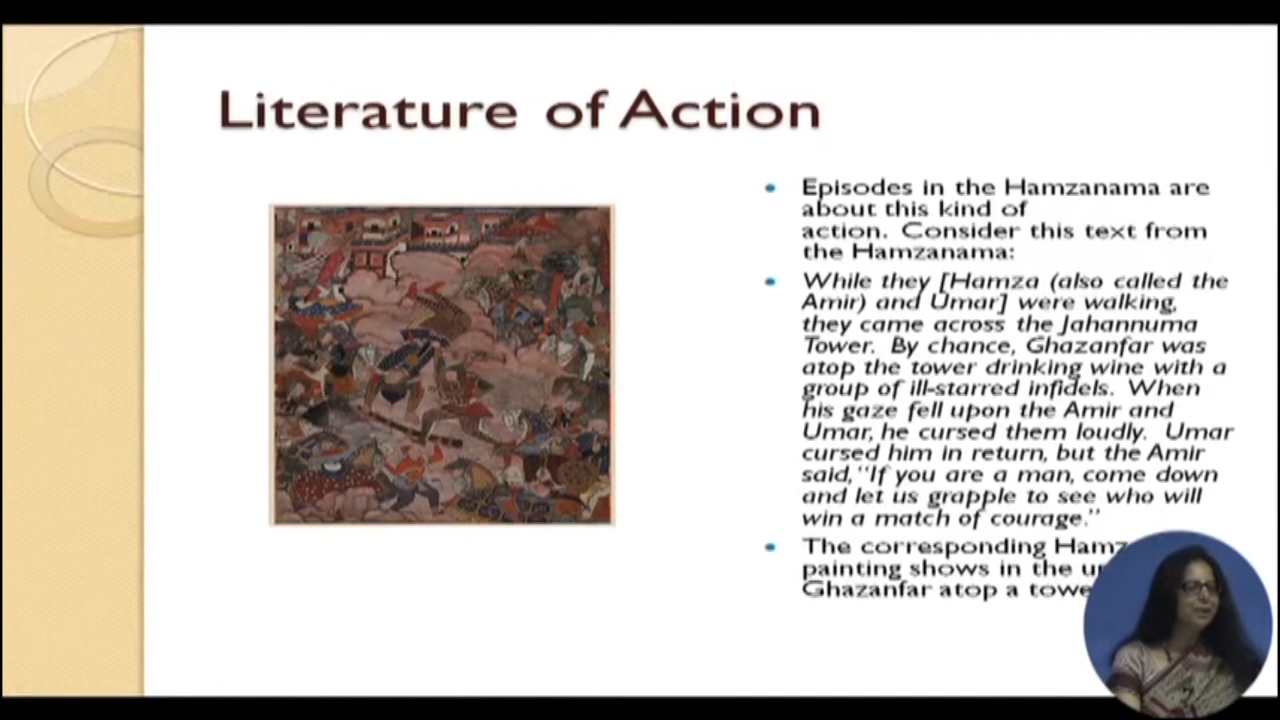 Literature of Action
Episodes in the Hamzanama are
about this kind of
action. Consider this text from
the Hamzanama:
While they [Hamza (also called the
Amir) and Umar] were walking,
they came across the Jahannuma
Tower. By chance, Ghazanfar was
atop the tower drinking wine with a
group of ill-starred infidels. When
his gaze fell upon the Amir and
Umar, he cursed them loudly. Umar
cursed him in return, but the Amir
said, "If you are a man, come down
and let us grapple to see who will
win a match of courage."
The corresponding
painting shows in the
Ghazanfar atop a